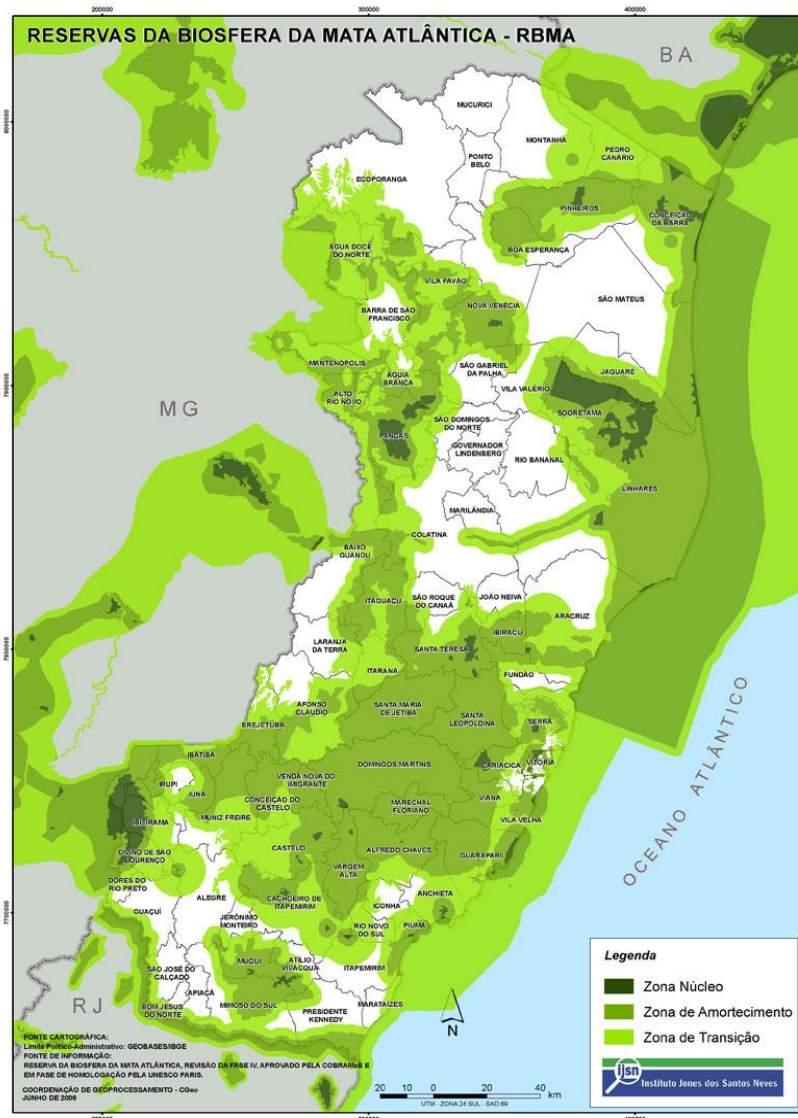 RESERVAS DA BIOSFERA DA MATA ATLÂNTICA - RBMA
200000
300000
400000
BA
MUCURICI
8000000
MONTANHA
PEDRO
CANÁRIO
PONTO
BELO
ECOPORANGA
PINHEIROS
CONCEIÇÃO
DA BARRA
ÁGUA DOCE
DO NORTE
BOA ESPERANÇA
VILA PAVÃO
NOVA VENÉCIA
SÃO MATEUS
BARRA DE SÃO
FRANCISCO
MANTENÓPOLIS
SÃO GABRIEL
DA PALHA
JAGUARÉ
ÁGUIA
BRANCA
VILA VALÉRIO
7900000
ALTO
RIO NOVO
MG
SOORETAMA
SÃO DOMINGOS
DO NORTE
PANCAS
GOVERNADOR
LINDENBERG
RIO BANANAL
LINHARES
MARILÂNDIA
COLATINA
BAIXO
GUANDU
ITAGUAÇU
SÃO ROQUE
DO CANAÃ
JOÃO NEIVA
ARACRUZ
IBIRAÇU
LARANJA
DA TERRA
SANTA TERESA
ITARANA
FUNDÃO
AFONSO
CLÁUDIO
SANTA MARIA
DE JETIBÁ
SANTA
LEOPOLDINA
SERRA
BREJETUBA
IBATIBA
DOMINGOS MARTINS
CARIACICA
VITÓRIA
VENDA NOVA DO
IMIGRANTE
IRUPI
IÚNA
CONCEIÇÃO DO
CASTELO
MARECHAL
FLORIANO
VIANA
IBITIRAMA
MUNIZ FREIRE
VILA VELHA
CASTELO
ALFREDO CHAVES
GUARAPARI
DIVINO DE SÃO
LOURENÇO
VARGEM
ALTA
DORES DO
RIO PRETO
ALEGRE
CACHOEIRO DE
ITAPEMIRIM
ICONHA
ANCHIETA
GUAÇUÍ
JERÔNIMO
MONTEIRO
RIO NOVO
DO SUL
PIÚMA
MUQUI
ATÍLIO
VIVACQUA
ITAPEMIRIM
SÃO JOSÉ DO
CALÇADO
APIACÁ
MIMOSO DO SUL
PRESIDENTE
KENNEDY
MARATAIZES
BOM JESUS
DO NORTE
RJ
OCEANO ATLÂNTICO
N
Legenda
Zona Núcleo
Zona de Amortecimento
Zona de Transição
ijsn
Instituto Jones dos Santos Neves
FONTE CARTOGRÁFICA:
Limite Político-Administrativo: GEOBASES/IBGE
FONTE DE INFORMAÇÃO:
RESERVA DA BIOSFERA DA MATA ATLÂNTICA, REVISÃO DA FASE IV. APROVADO PELA COBRAMAB E
EM FASE DE HOMOLOGAÇÃO PELA UNESCO PARIS.
COORDENAÇÃO DE GEOPROCESSAMENTO - CGeo
JUNHO DE 2009
20 10 0 20 40 km
UTM - ZONA 24 SUL - SAD 69